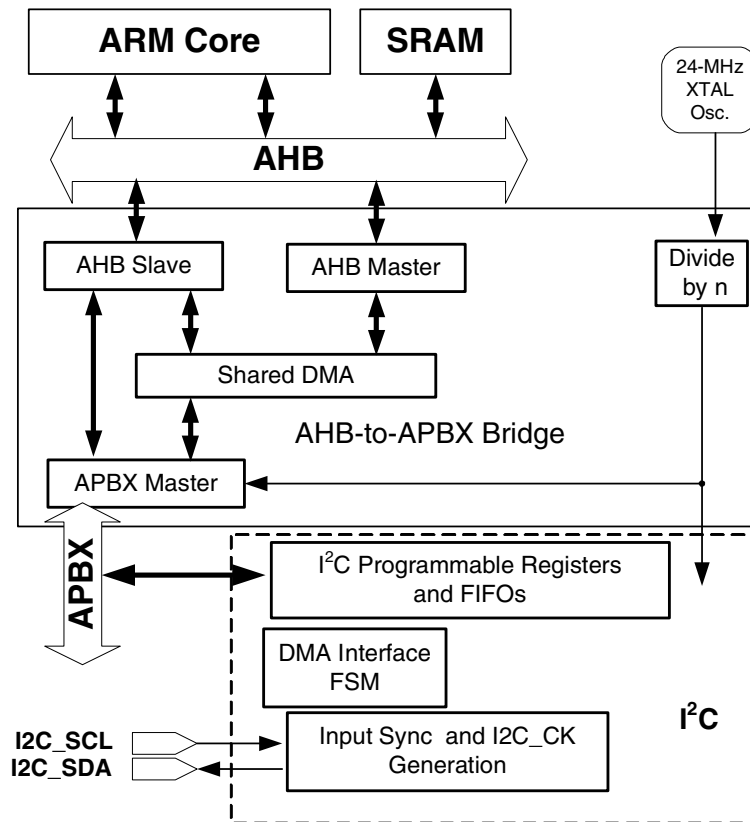 ARM Core
SRAM
24-MHz
XTAL
Osc.
AHB
AHB Slave
AHB Master
Divide
by n
Shared DMA
AHB-to-APBX Bridge
APBX Master
APBX
I²C Programmable Registers
and FIFOs
DMA Interface
FSM
I²C
I2C_SCL
I2C_SDA
Input Sync and I2C_CK
Generation